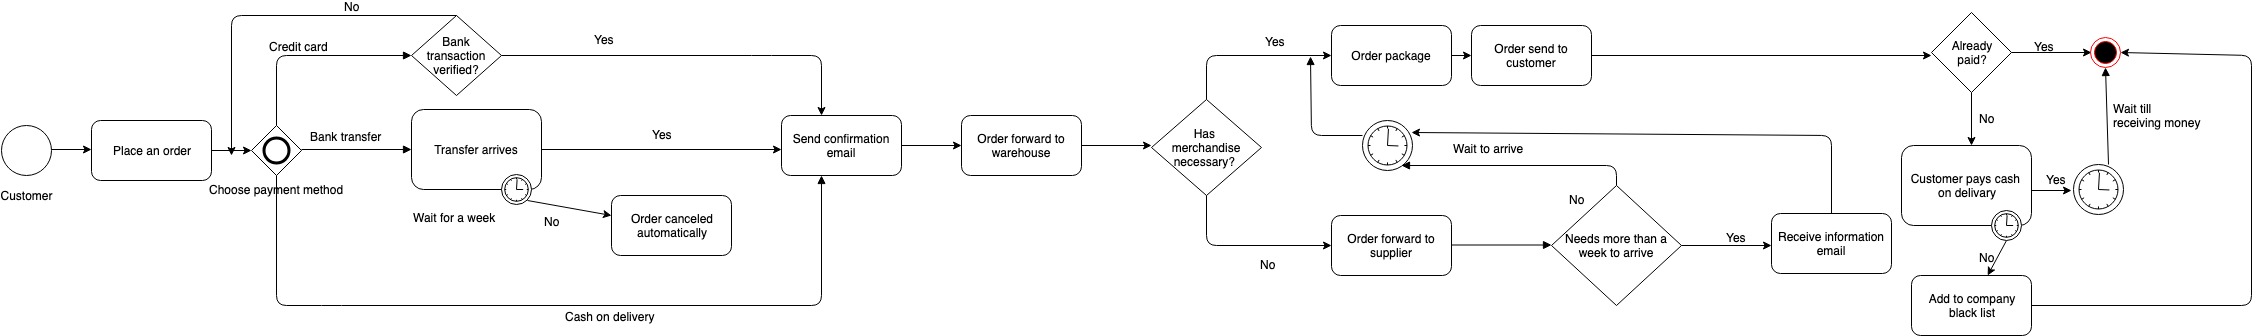 Customer
Place an order
Choose payment method
No
Credit card
Bank
transaction
verified?
Yes
Bank transfer
Transfer arrives
Yes
Wait for a week
No
Order canceled
automatically
Cash on delivery
Send confirmation
email
Order forward to
warehouse
Has
merchandise
necessary?
Yes
Order package
Order send to
customer
No
Order forward to
supplier
Needs more than a
week to arrive
No
Wait to arrive
Yes
Receive information
email
Already
paid?
Yes
No
Customer pays cash
on delivary
Yes
Wait till
receiving money
No
Add to company
black list